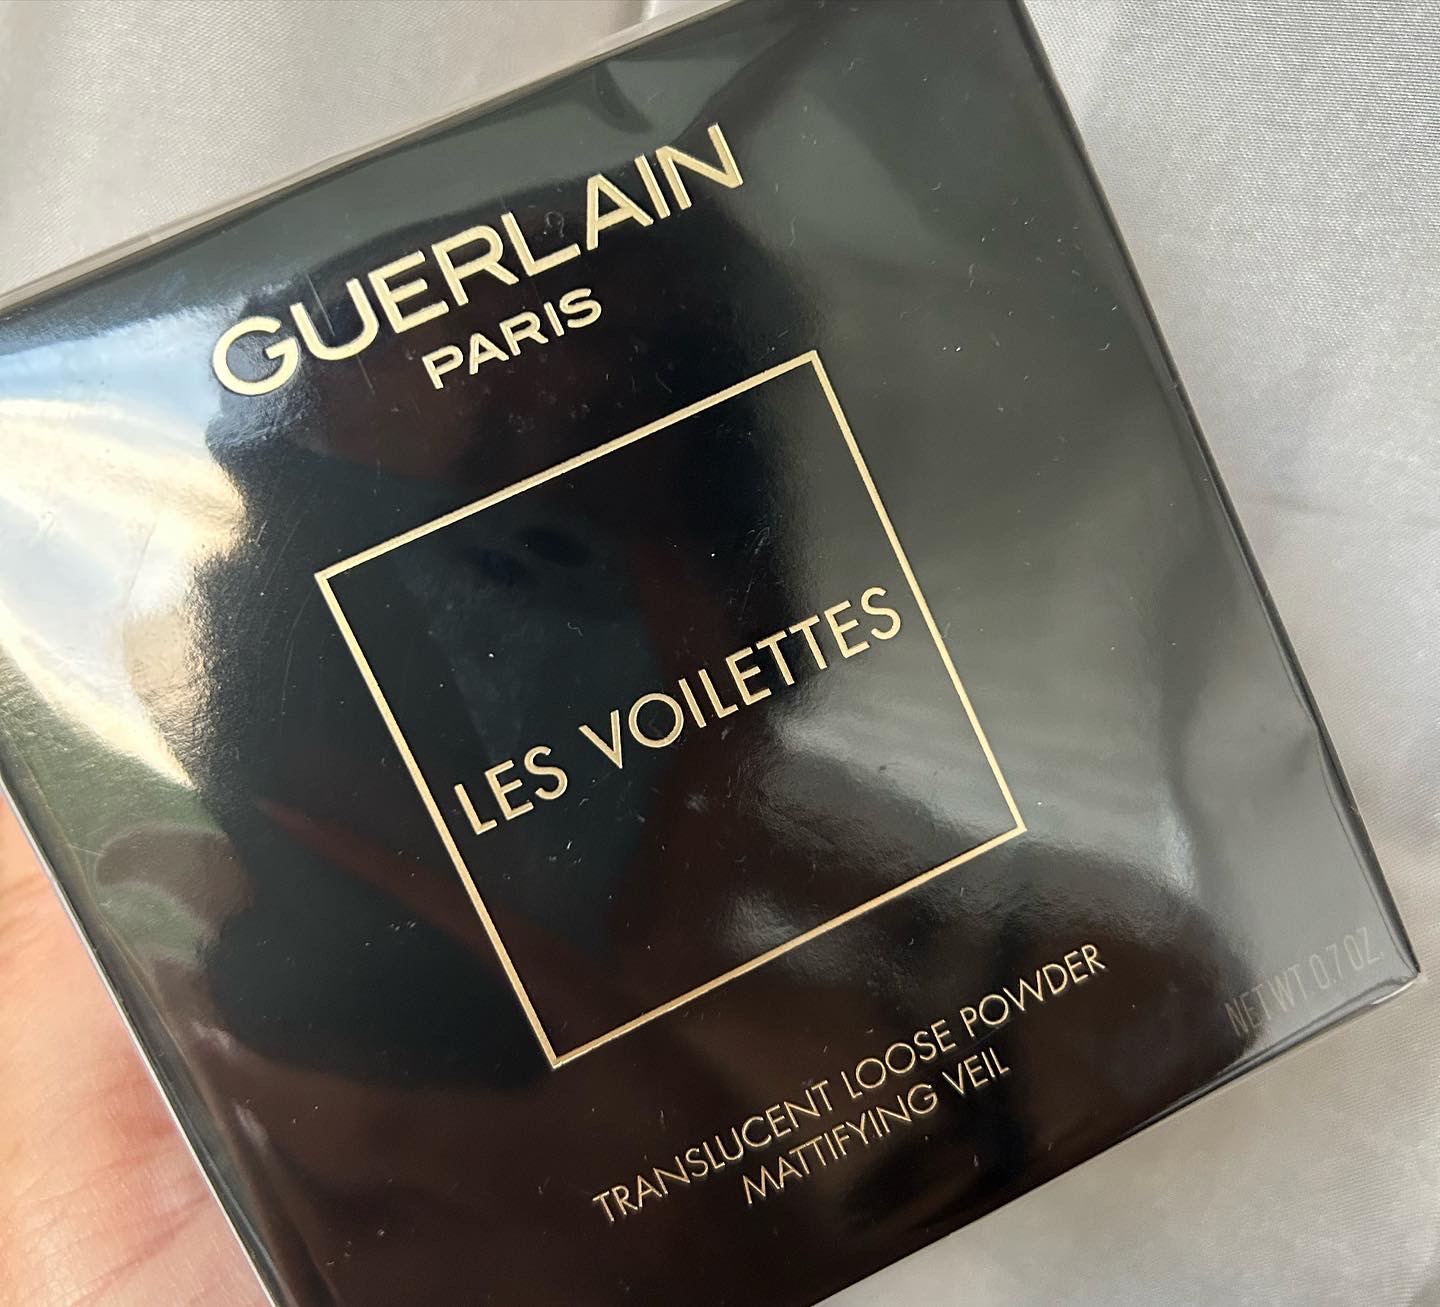 GUERLAIN
PARIS
LES VOILETTES
TRANSLUCENT LOOSE POWDER
MATTIFYING VEIL
NET WT 0.7 OZ.